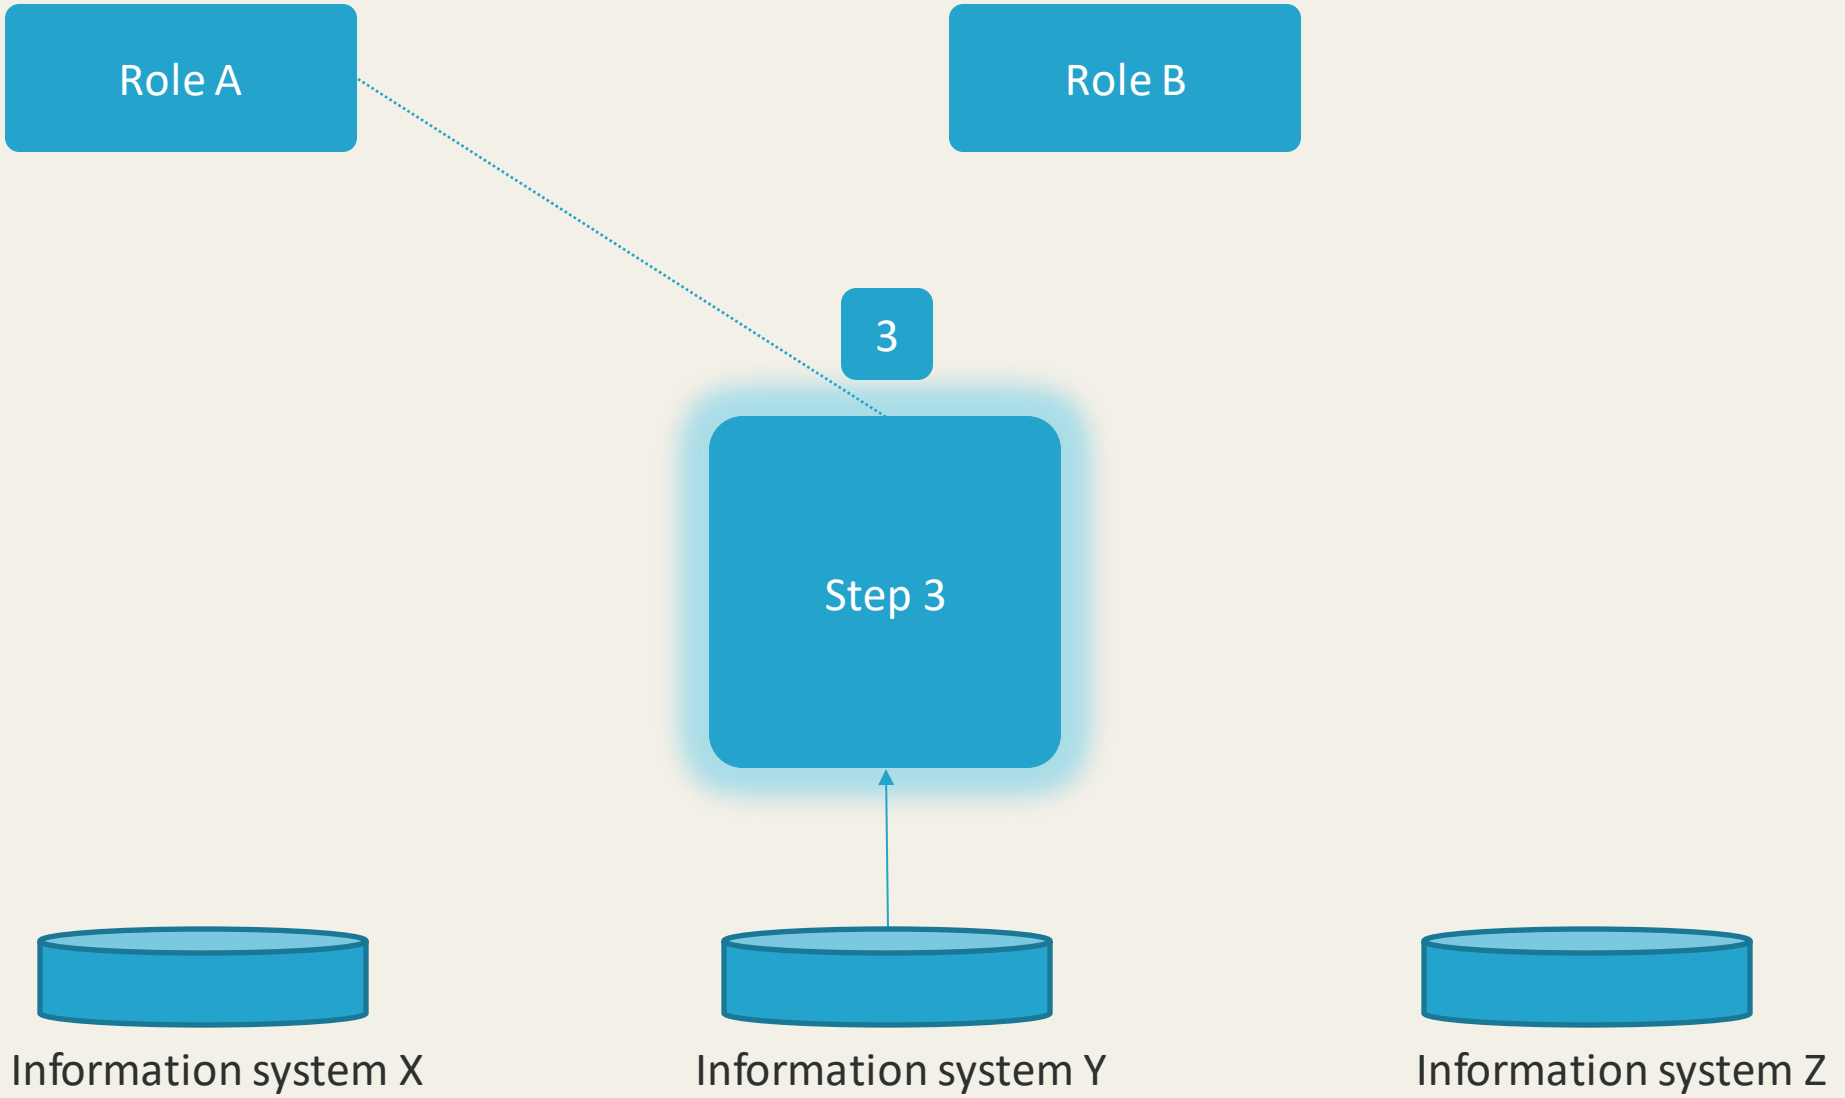 Role A
Role B
3
Step 3
Information system X
Information system Y
Information system Z